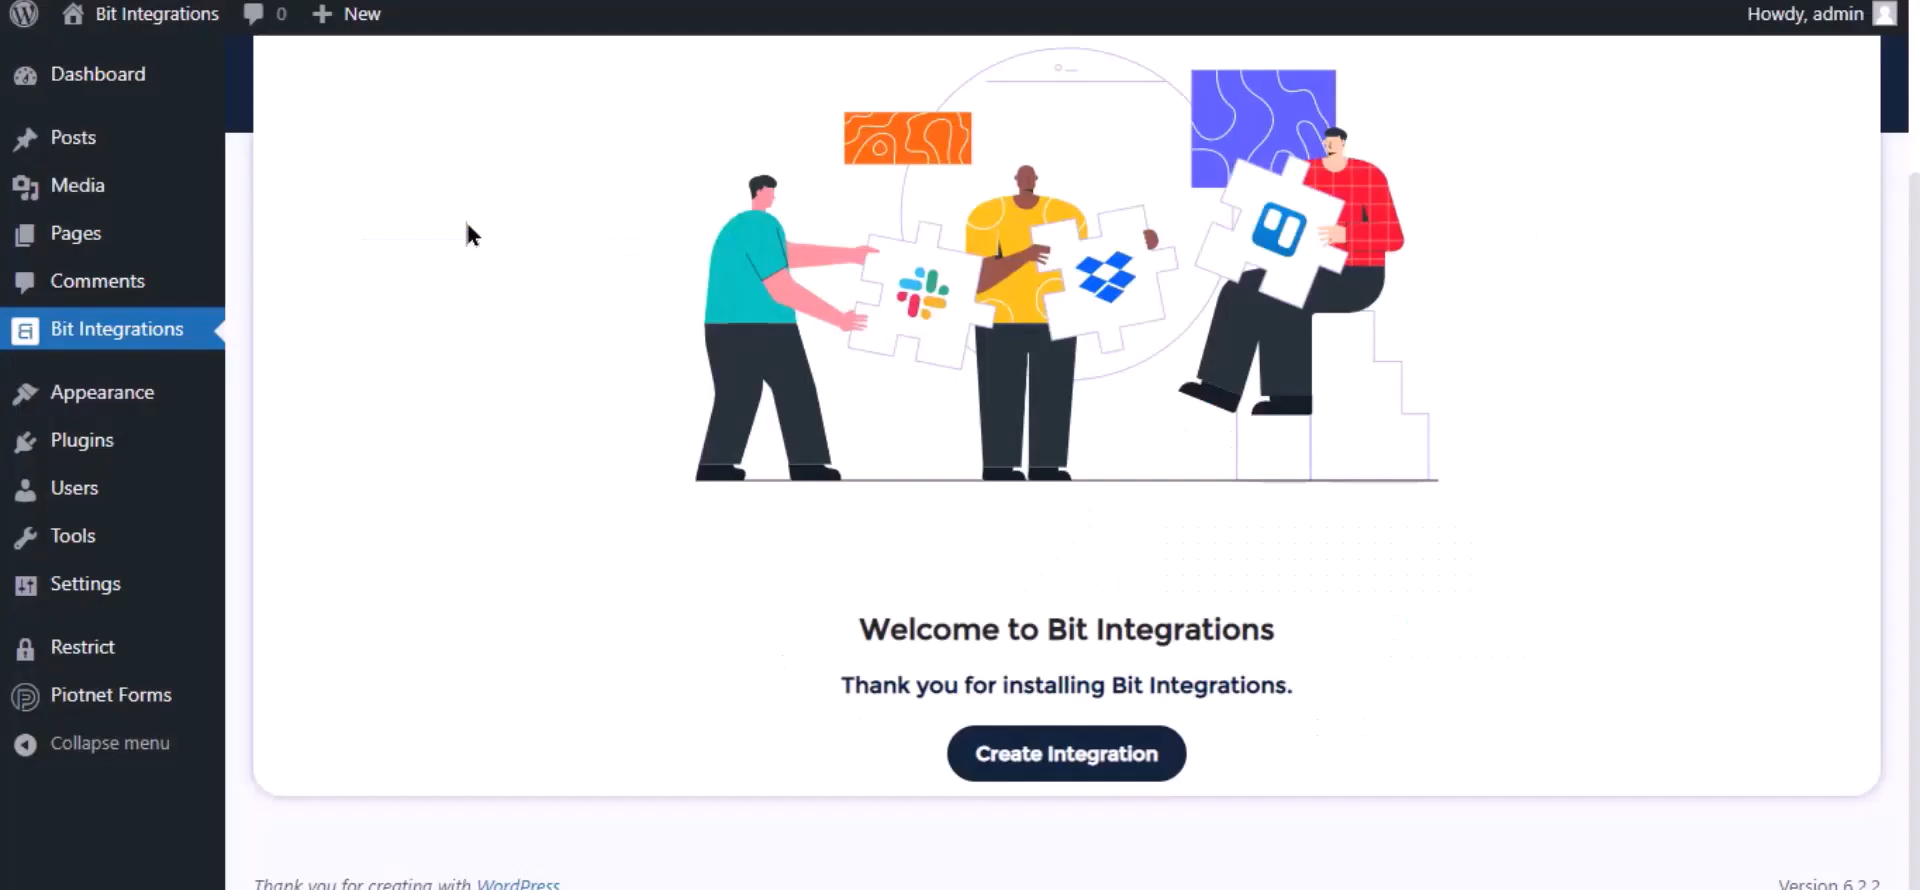 Bit Integrations
0
New
Howdy, admin
Dashboard
Posts
Media
Pages
Comments
Bit Integrations
Appearance
Plugins
Users
Tools
Settings
Restrict
Piotnet Forms
Collapse menu
Welcome to Bit Integrations
Thank you for installing Bit Integrations.
Create Integration
Thank you for creating with WordPress
Version 6.2.2